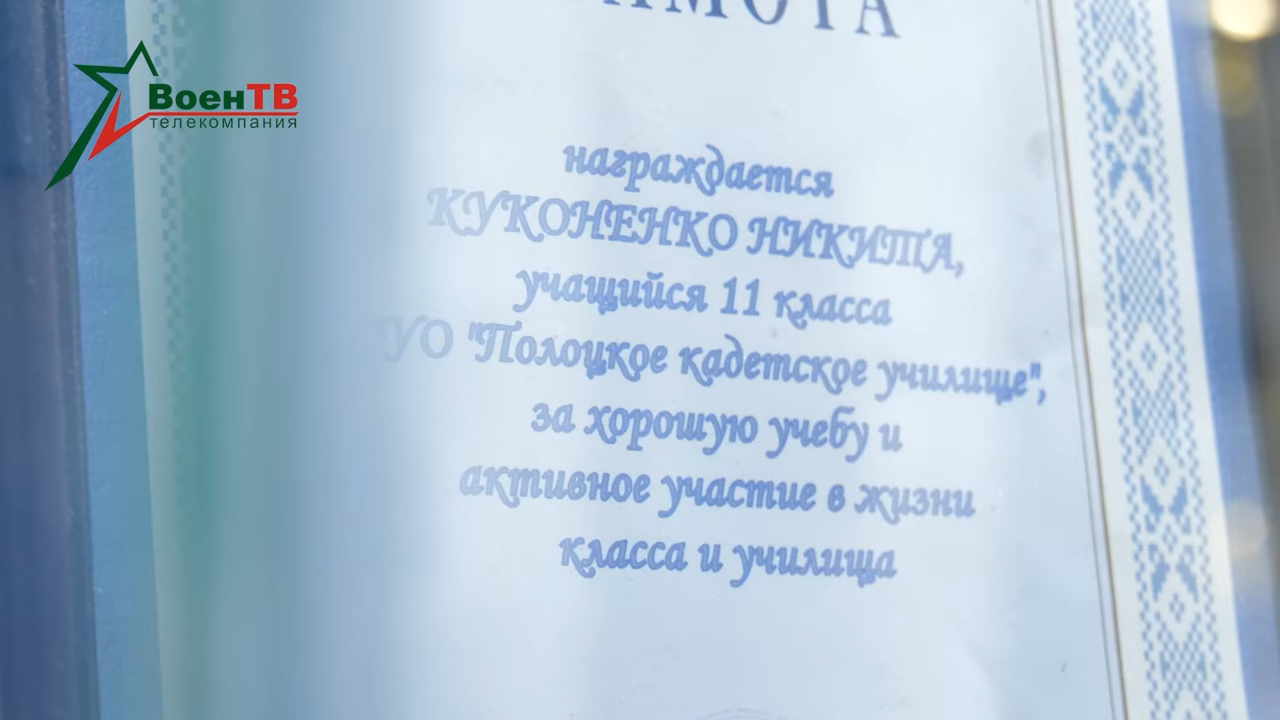 ВоенТВ
телекомпания
награждается
КУКОНЕНКО НИКИТА,
учащийся 11 класса
УО "Полоцкое кадетское училище",
за хорошую учебу и
активное участие в жизни
класса и училища